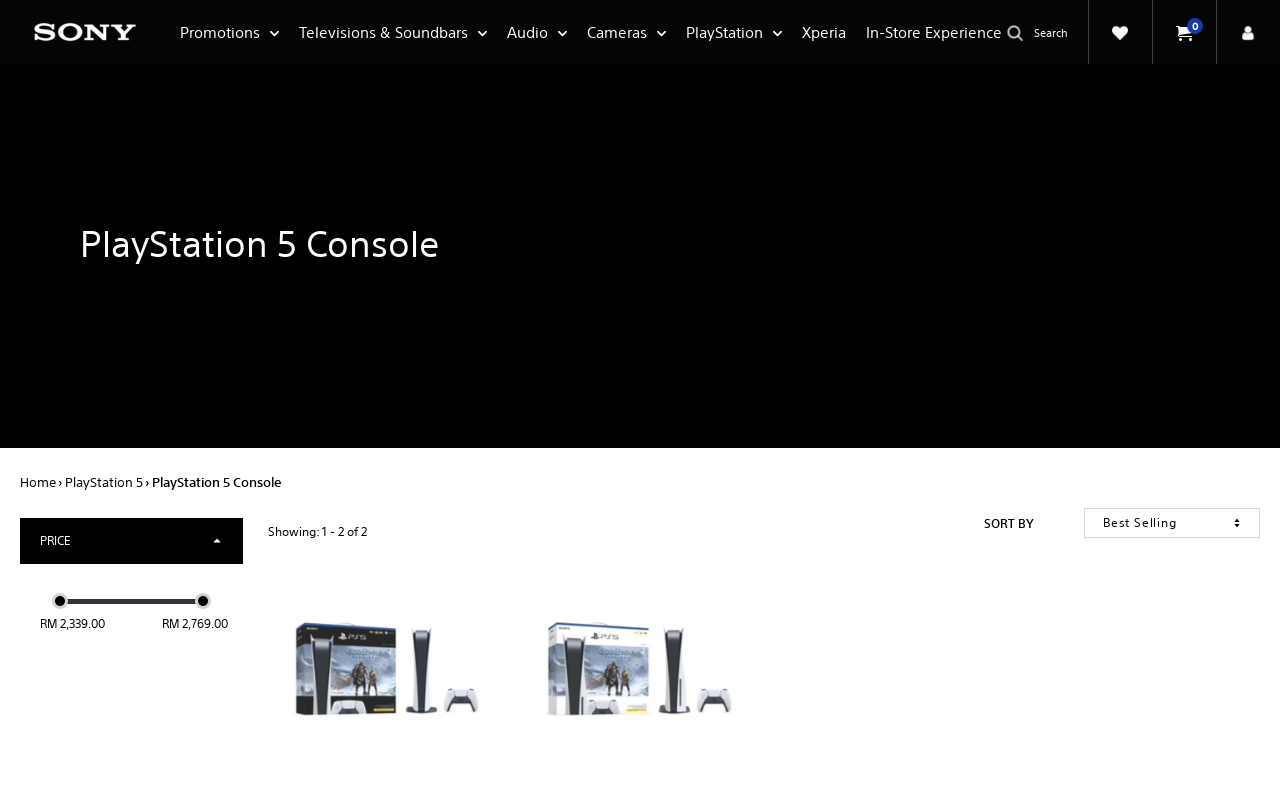 SONY
Promotions
Televisions & Soundbars
Audio
Cameras
PlayStation
Xperia
In-Store Experience
Search
0
PlayStation 5 Console
Home › PlayStation 5 › PlayStation 5 Console
PRICE
Showing: 1 - 2 of 2
SORT BY
Best Selling
RM 2,339.00
RM 2,769.00
PS5
PS5